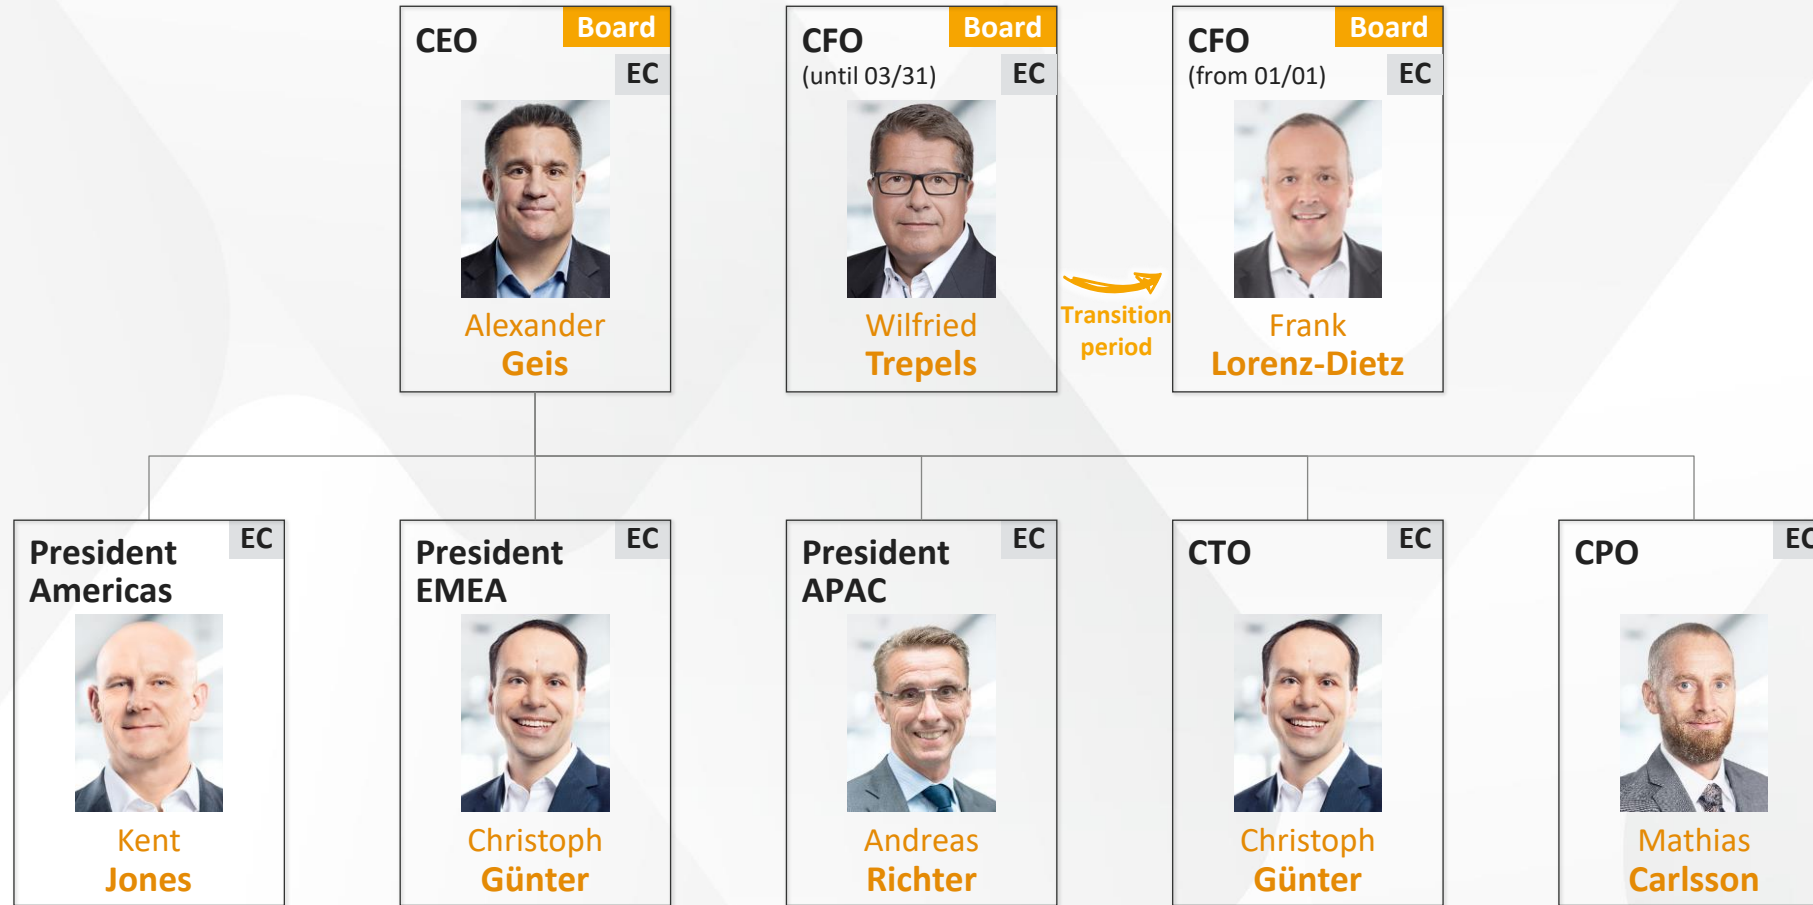 CEO
Board
EC
Alexander
Geis
CFO
Board
(until 03/31)
EC
Wilfried
Trepels
Transition
period
CFO
Board
(from 01/01)
EC
Frank
Lorenz-Dietz
President
Americas
EC
Kent
Jones
President
EMEA
EC
Christoph
Günter
President
APAC
EC
Andreas
Richter
CTO
EC
Christoph
Günter
CPO
EC
Mathias
Carlsson